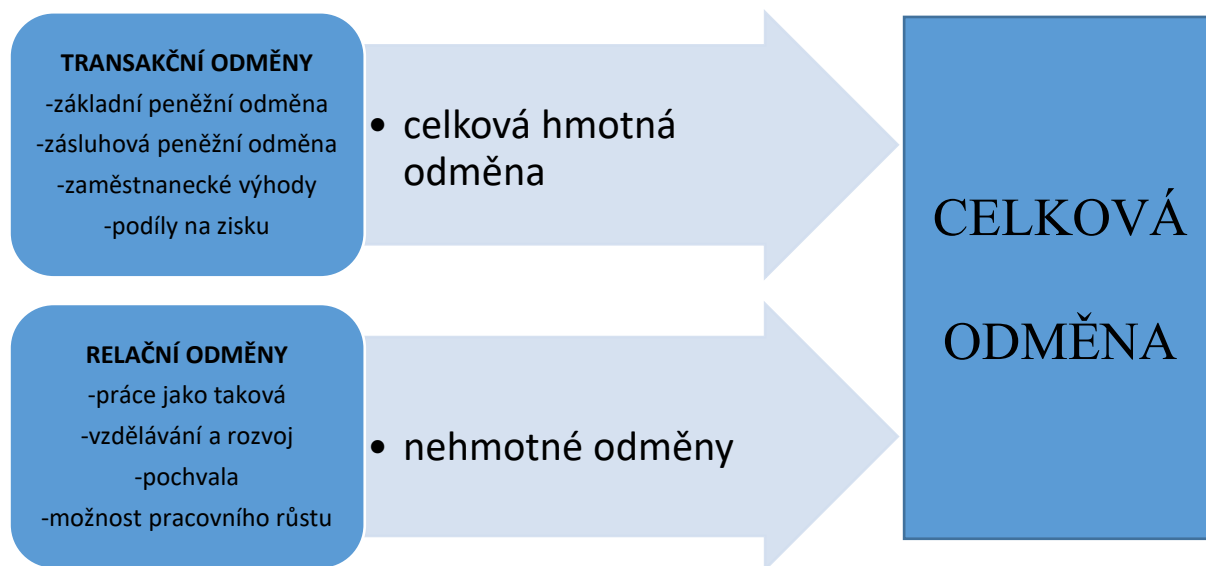 TRANSAKČNÍ ODMĚNY
-základní peněžní odměna
-zásluhová peněžní odměna
-zaměstnanecké výhody
-podíly na zisku
• celková hmotná
odměna
RELAČNÍ ODMĚNY
-práce jako taková
-vzdělávání a rozvoj
-pochvala
-možnost pracovního růstu
• nehmotné odměny
CELKOVÁ
ODMĚNA